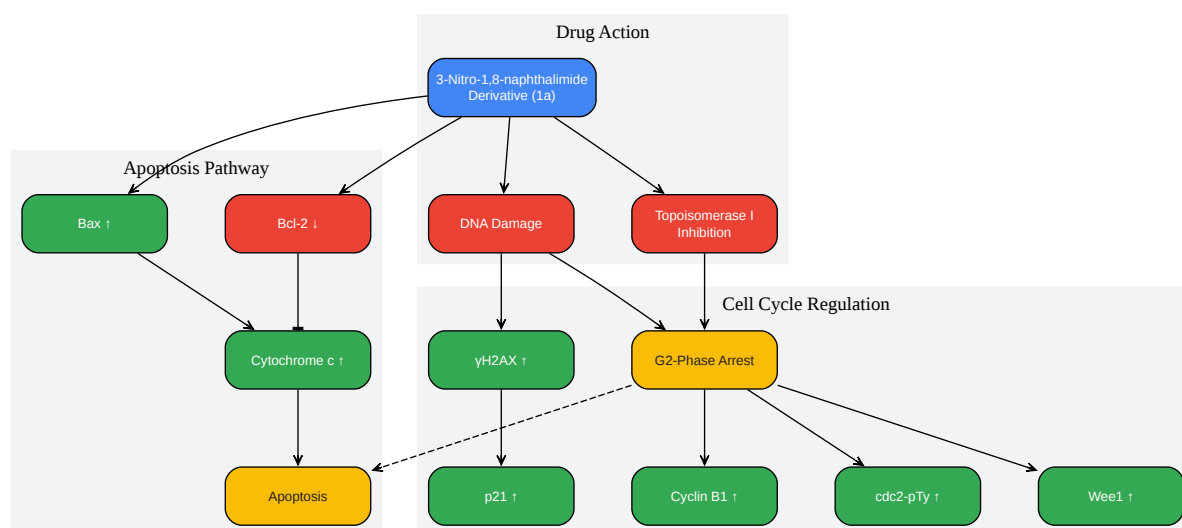 Drug Action
3-Nitro-1,8-naphthalimide
Derivative (1a)
Apoptosis Pathway
Bax ↑
Bcl-2 ↓
DNA Damage
Topoisomerase I
Inhibition
Cell Cycle Regulation
Cytochrome c ↑
γH2AX ↑
G2-Phase Arrest
Apoptosis
p21 ↑
Cyclin B1 ↑
cdc2-pTy ↑
Wee1 ↑